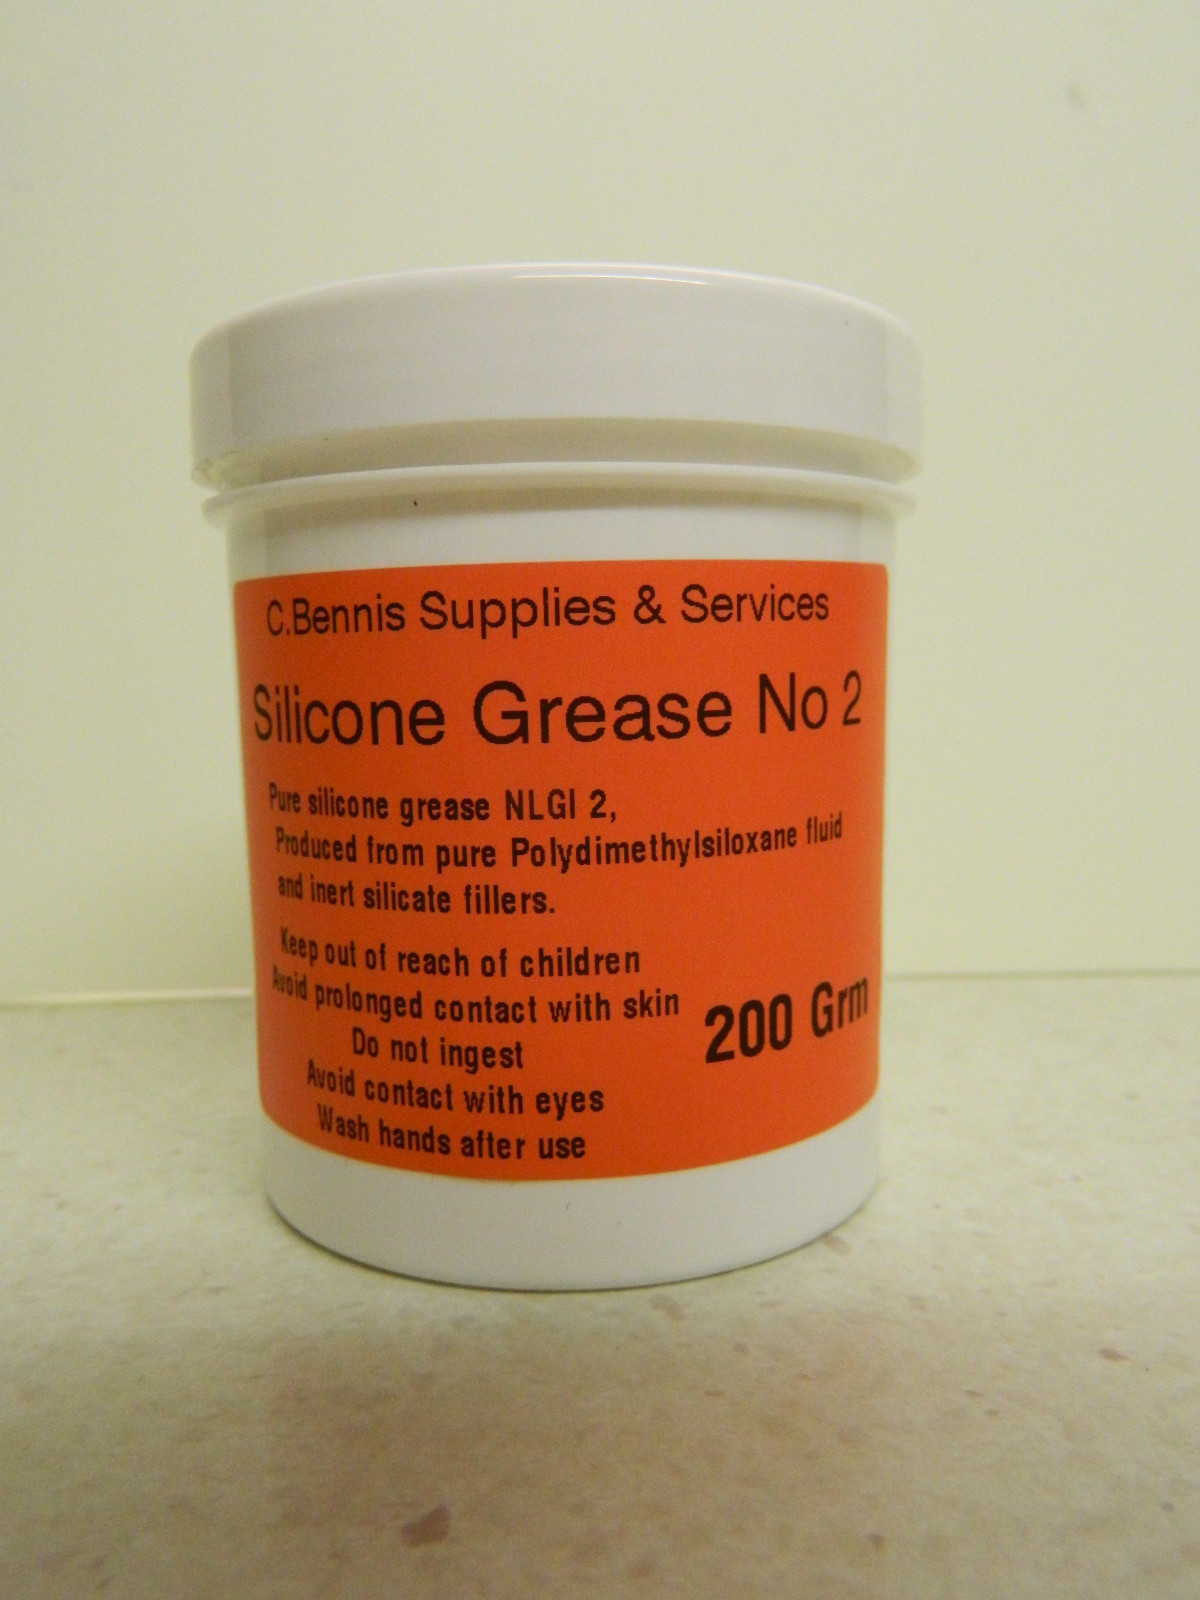 C.Bennis Supplies & Services
Silicone Grease No 2
Pure silicone grease NLGI 2,
Produced from pure Polydimethylsiloxane fluid
and inert silicate fillers.
Keep out of reach of children
Avoid prolonged contact with skin
Do not ingest
Avoid contact with eyes
Wash hands after use
200 Grm